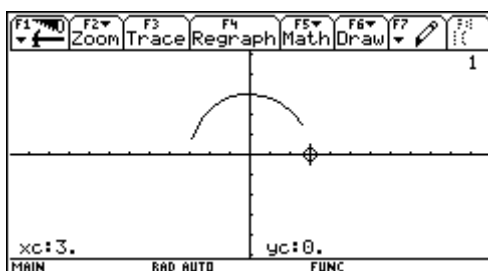 F1▼ F2▼ F3 F4 F5▼ F6▼ F7▼
Zoom Trace Regraph Math Draw
1
xc:3. yc:0.
MAIN RAD AUTO FUNC